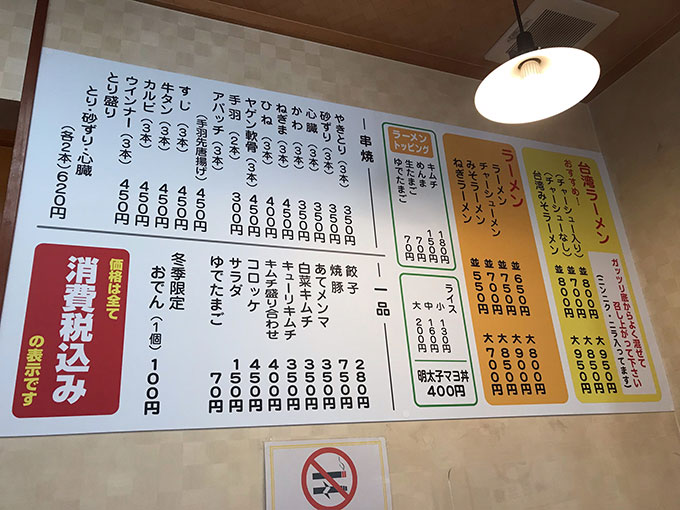 台湾ラーメン
おすすめ！
（チャーシュー入り） 並８００円 大９５０円
（チャーシューなし） 並７００円 大８５０円
台湾みそラーメン 並８００円 大９５０円
ガッツリ底からよく混ぜて
召し上がって下さい
（ニンニク・ニラ入ってます）
ラーメン
ラーメン 並６５０円 大８００円
チャーシューメン 並７５０円 大９００円
みそラーメン 並７００円 大８５０円
ねぎラーメン 並５５０円 大７００円
ラーメン
トッピング
キムチ １８０円
めんま １５０円
生たまご ７０円
ゆでたまご ７０円
ライス
小 １３０円
中 １６０円
大 ２００円
明太子マヨ丼
４００円
串焼
やきとり（３本） ３５０円
砂ずり（３本） ３５０円
心臓（３本） ３５０円
かわ（３本） ３５０円
ねぎま（３本） ４５０円
ひね（３本） ４００円
ヤゲン軟骨（３本） ４５０円
手羽（２本） ３００円
アパッチ（手羽先唐揚げ） ４５０円
すじ（３本） ４５０円
牛タン（３本） ４５０円
カルビ（３本） ４５０円
ウインナー（３本） ４５０円
とり盛り
とり・砂ずり・心臓（各２本）６２０円
一品
餃子 ２８０円
焼豚 ７５０円
あてメンマ ３５０円
白菜キムチ ３５０円
キューリキムチ ３５０円
キムチ盛り合わせ ４００円
コロッケ ４００円
サラダ １５０円
ゆでたまご ７０円
冬季限定
おでん（１個）１００円
価格は全て
消費税込み
の表示です